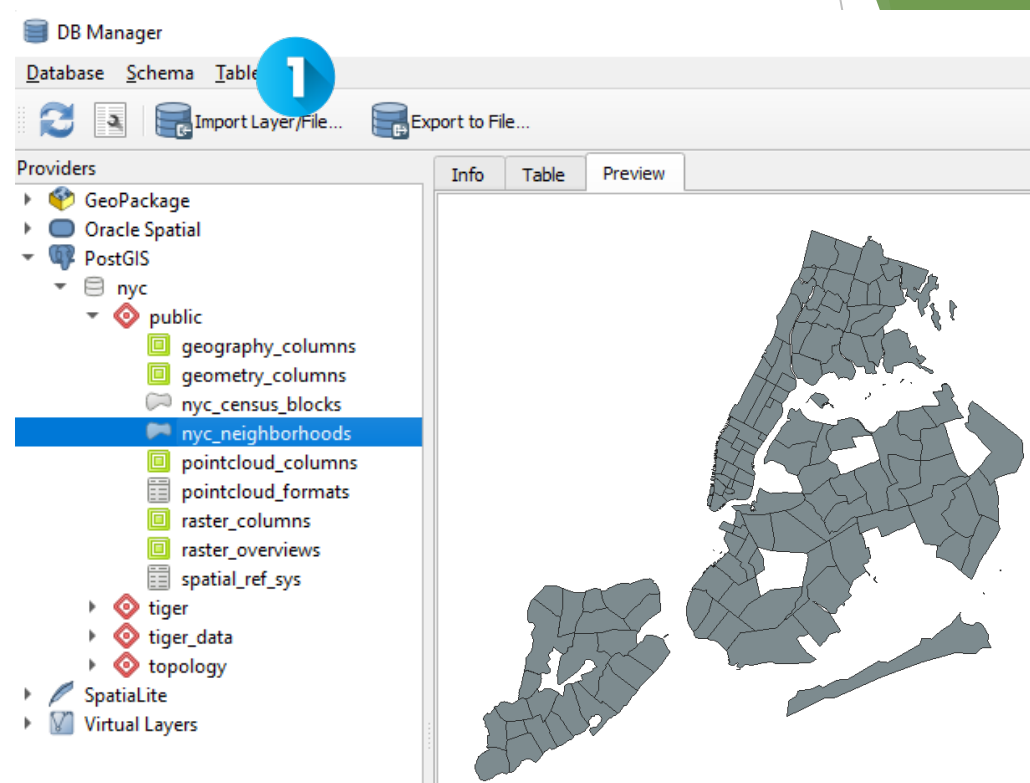 DB Manager
Database Schema Table
1
Import Layer/File... Export to File...
Providers
Info Table Preview
GeoPackage
Oracle Spatial
PostGIS
nyc
public
geography_columns
geometry_columns
nyc_census_blocks
nyc_neighborhoods
pointcloud_columns
pointcloud_formats
raster_columns
raster_overviews
spatial_ref_sys
tiger
tiger_data
topology
SpatiaLite
Virtual Layers